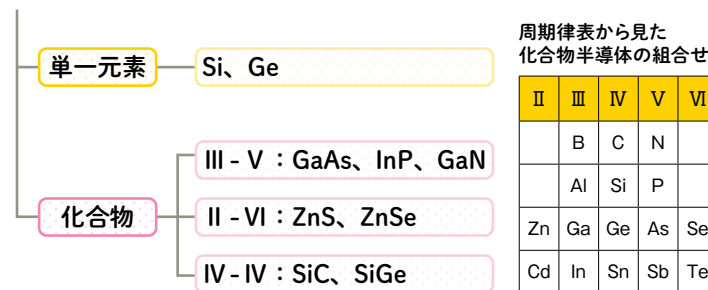 単一元素
Si、Ge
化合物
Ⅲ - Ⅴ：GaAs、InP、GaN
Ⅱ - Ⅵ：ZnS、ZnSe
Ⅳ - Ⅳ：SiC、SiGe
周期律表から見た
化合物半導体の組合せ
Ⅱ Ⅲ Ⅳ Ⅴ Ⅵ
B C N
Al Si P
Zn Ga Ge As Se
Cd In Sn Sb Te